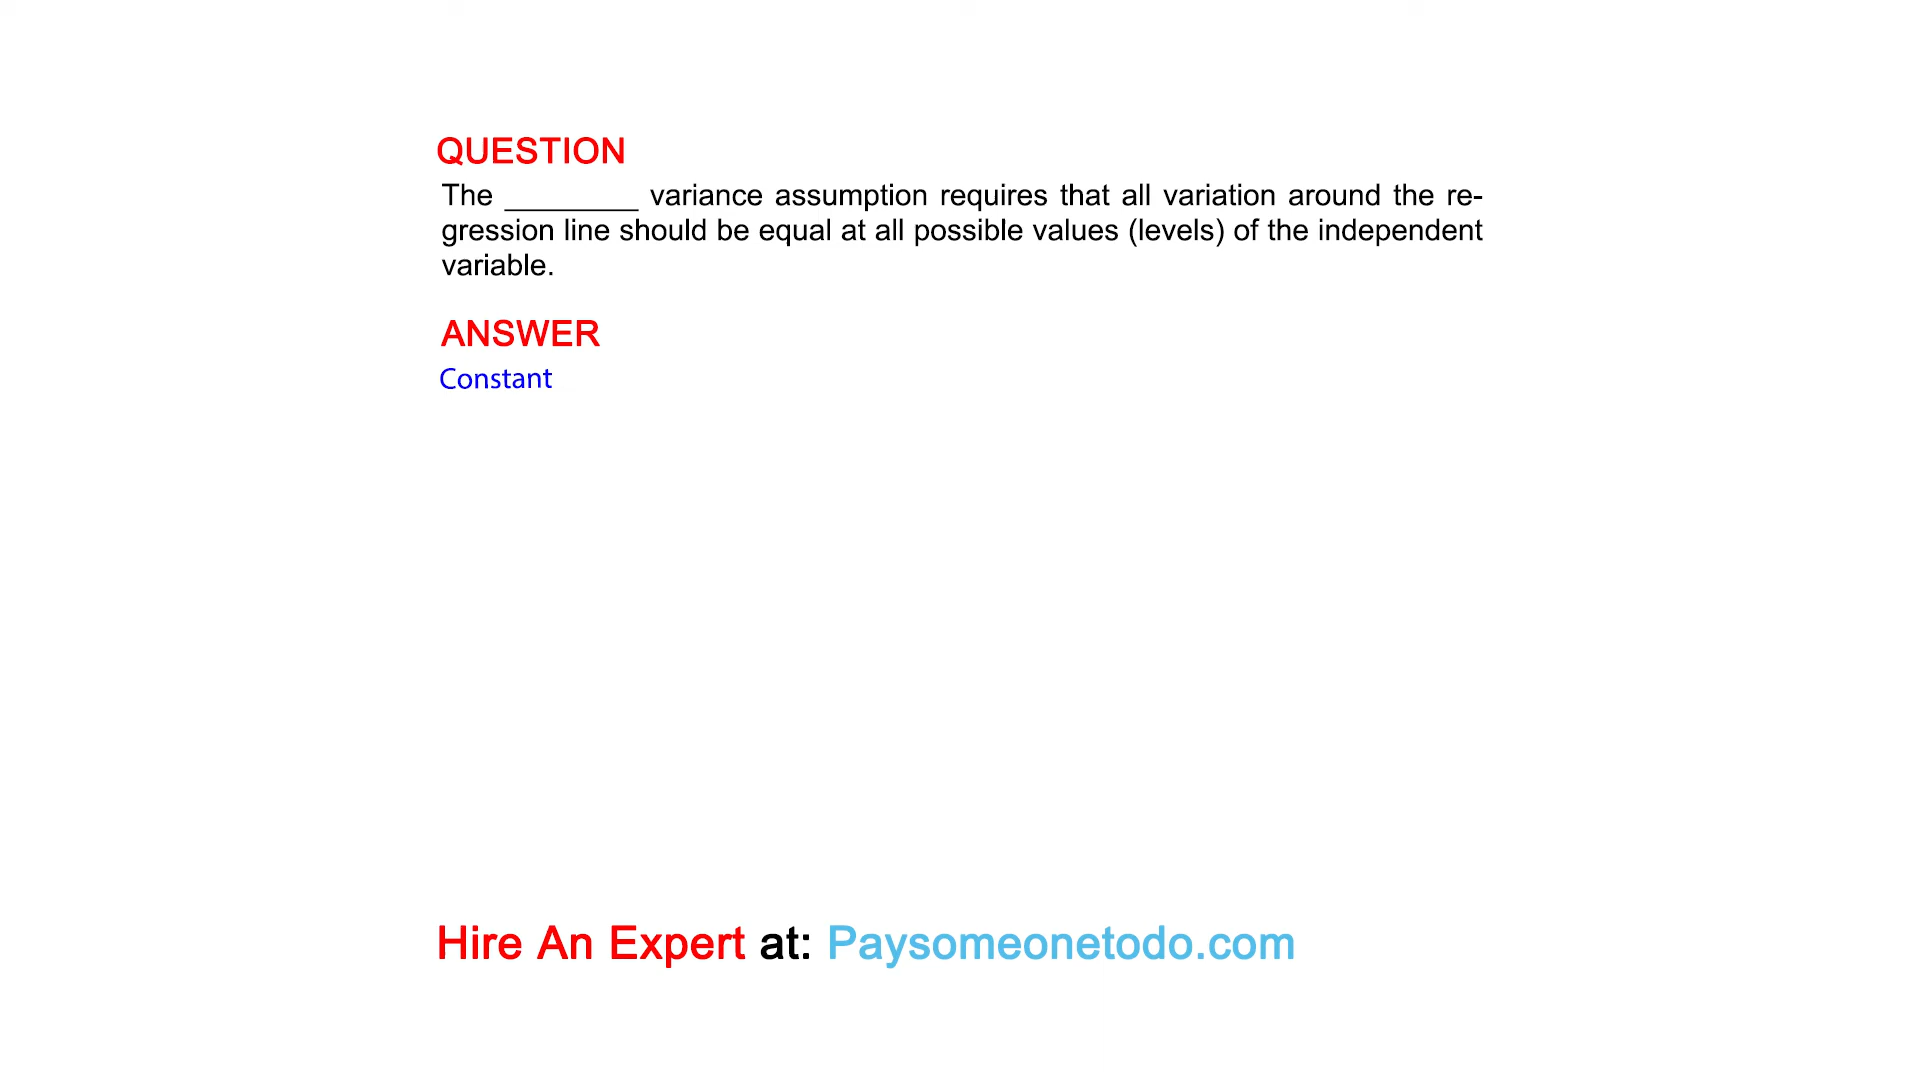 QUESTION
The ________ variance assumption requires that all variation around the re-
gression line should be equal at all possible values (levels) of the independent
variable.
ANSWER
Constant
Hire An Expert at: Paysomeonetodo.com